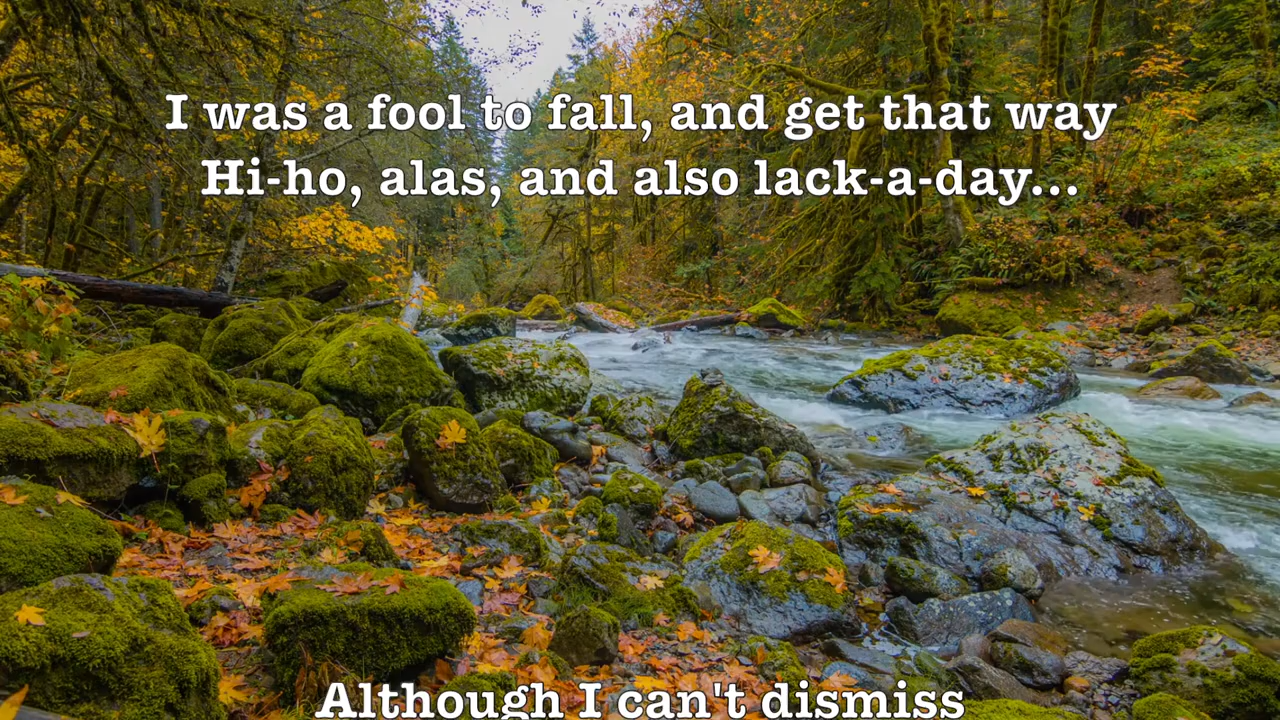 I was a fool to fall, and get that way
Hi-ho, alas, and also lack-a-day...
Although I can't dismiss